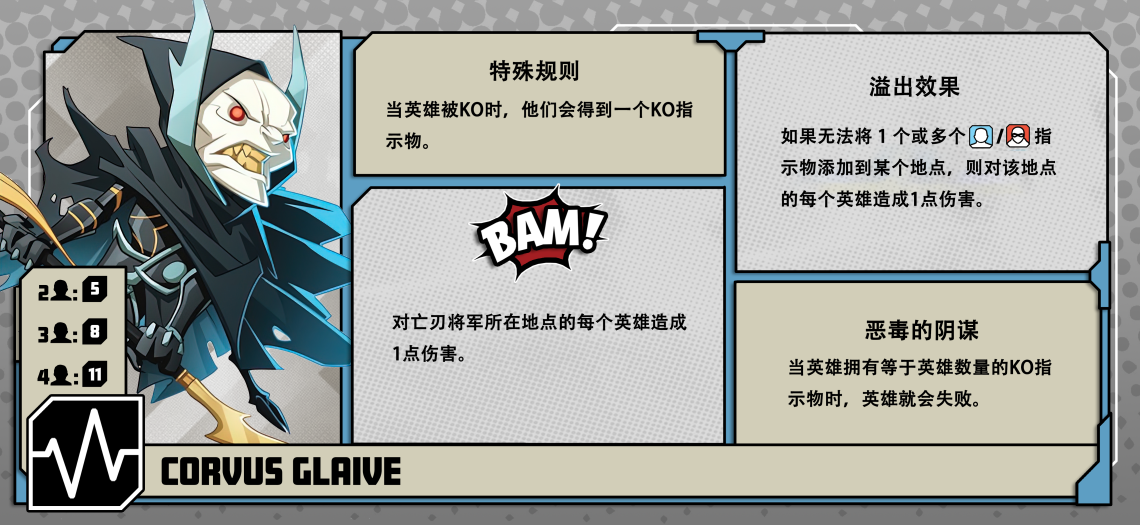 特殊规则
当英雄被KO时，他们会得到一个KO指
示物。
BAM!
对亡刃将军所在地点的每个英雄造成
1点伤害。
溢出效果
如果无法将 1 个或多个 / 指
示物添加到某个地点，则对该地点
的每个英雄造成1点伤害。
恶毒的阴谋
当英雄拥有等于英雄数量的KO指
示物时，英雄就会失败。
2 : 5
3 : 8
4 : 11
CORVUS GLAIVE